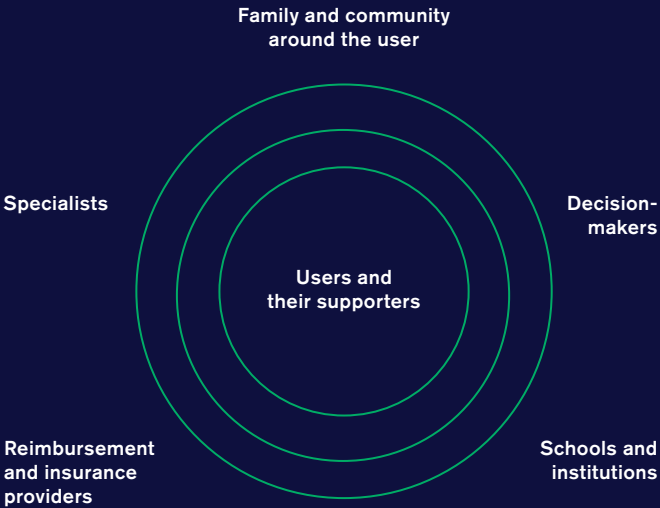 Family and community
around the user
Specialists
Decision-
makers
Users and
their supporters
Reimbursement
and insurance
providers
Schools and
institutions